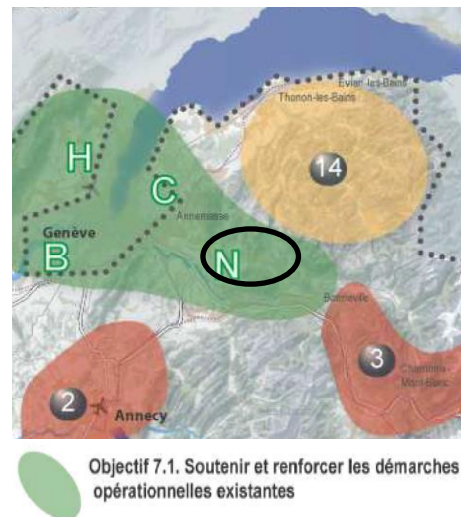 Evian-les-Bains
Thonon-les-Bains
14
H
C
Annemasse
Genève
B
N
Bonneville
3
Chamonix-
Mont-Blanc
2
Annecy
Objectif 7.1. Soutenir et renforcer les démarches
opérationnelles existantes